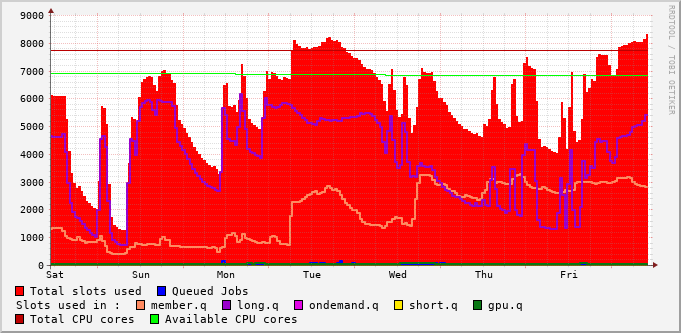 9000
8000
7000
6000
5000
4000
3000
2000
1000
0
Sat Sun Mon Tue Wed Thu Fri
RRDTOOL / TOBI OETIKER
Total slots used Queued Jobs
Slots used in : member.q long.q ondemand.q short.q gpu.q
Total CPU cores Available CPU cores